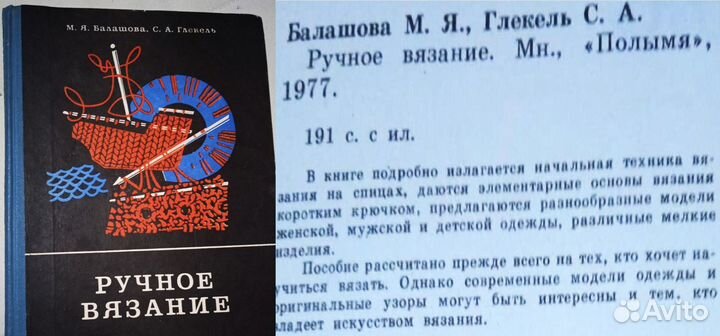 М. Я. Балашова, С. А. Глекель
РУЧНОЕ
ВЯЗАНИЕ
Балашова М. Я., Глекель С. А.
Ручное вязание. Мн., «Полымя»,
1977.
191 с. с ил.
В книге подробно излагается начальная техника вя-
зания на спицах, даются элементарные основы вязания
коротким крючком, предлагаются разнообразные модели
женской, мужской и детской одежды, различные мелкие
изделия.
Пособие рассчитано прежде всего на тех, кто хочет на-
учиться вязать. Однако современные модели одежды и
оригинальные узоры могут быть интересны и тем, кто
владеет искусством вязания.
Avito